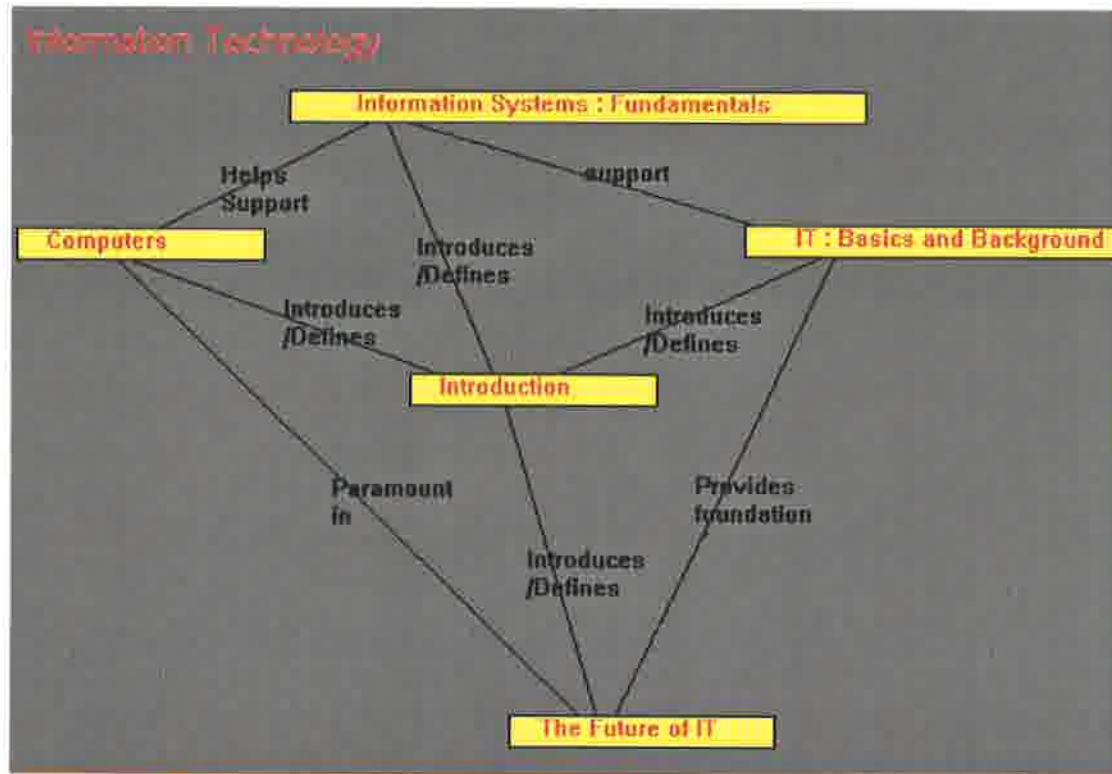 Information Technology
Information Systems : Fundamentals
Helps
Support
support
Computers
IT : Basics and Background
Introduces
/Defines
Introduces
/Defines
Introduces
/Defines
Introduction
Paramount
in
Provides
foundation
Introduces
/Defines
The Future of IT